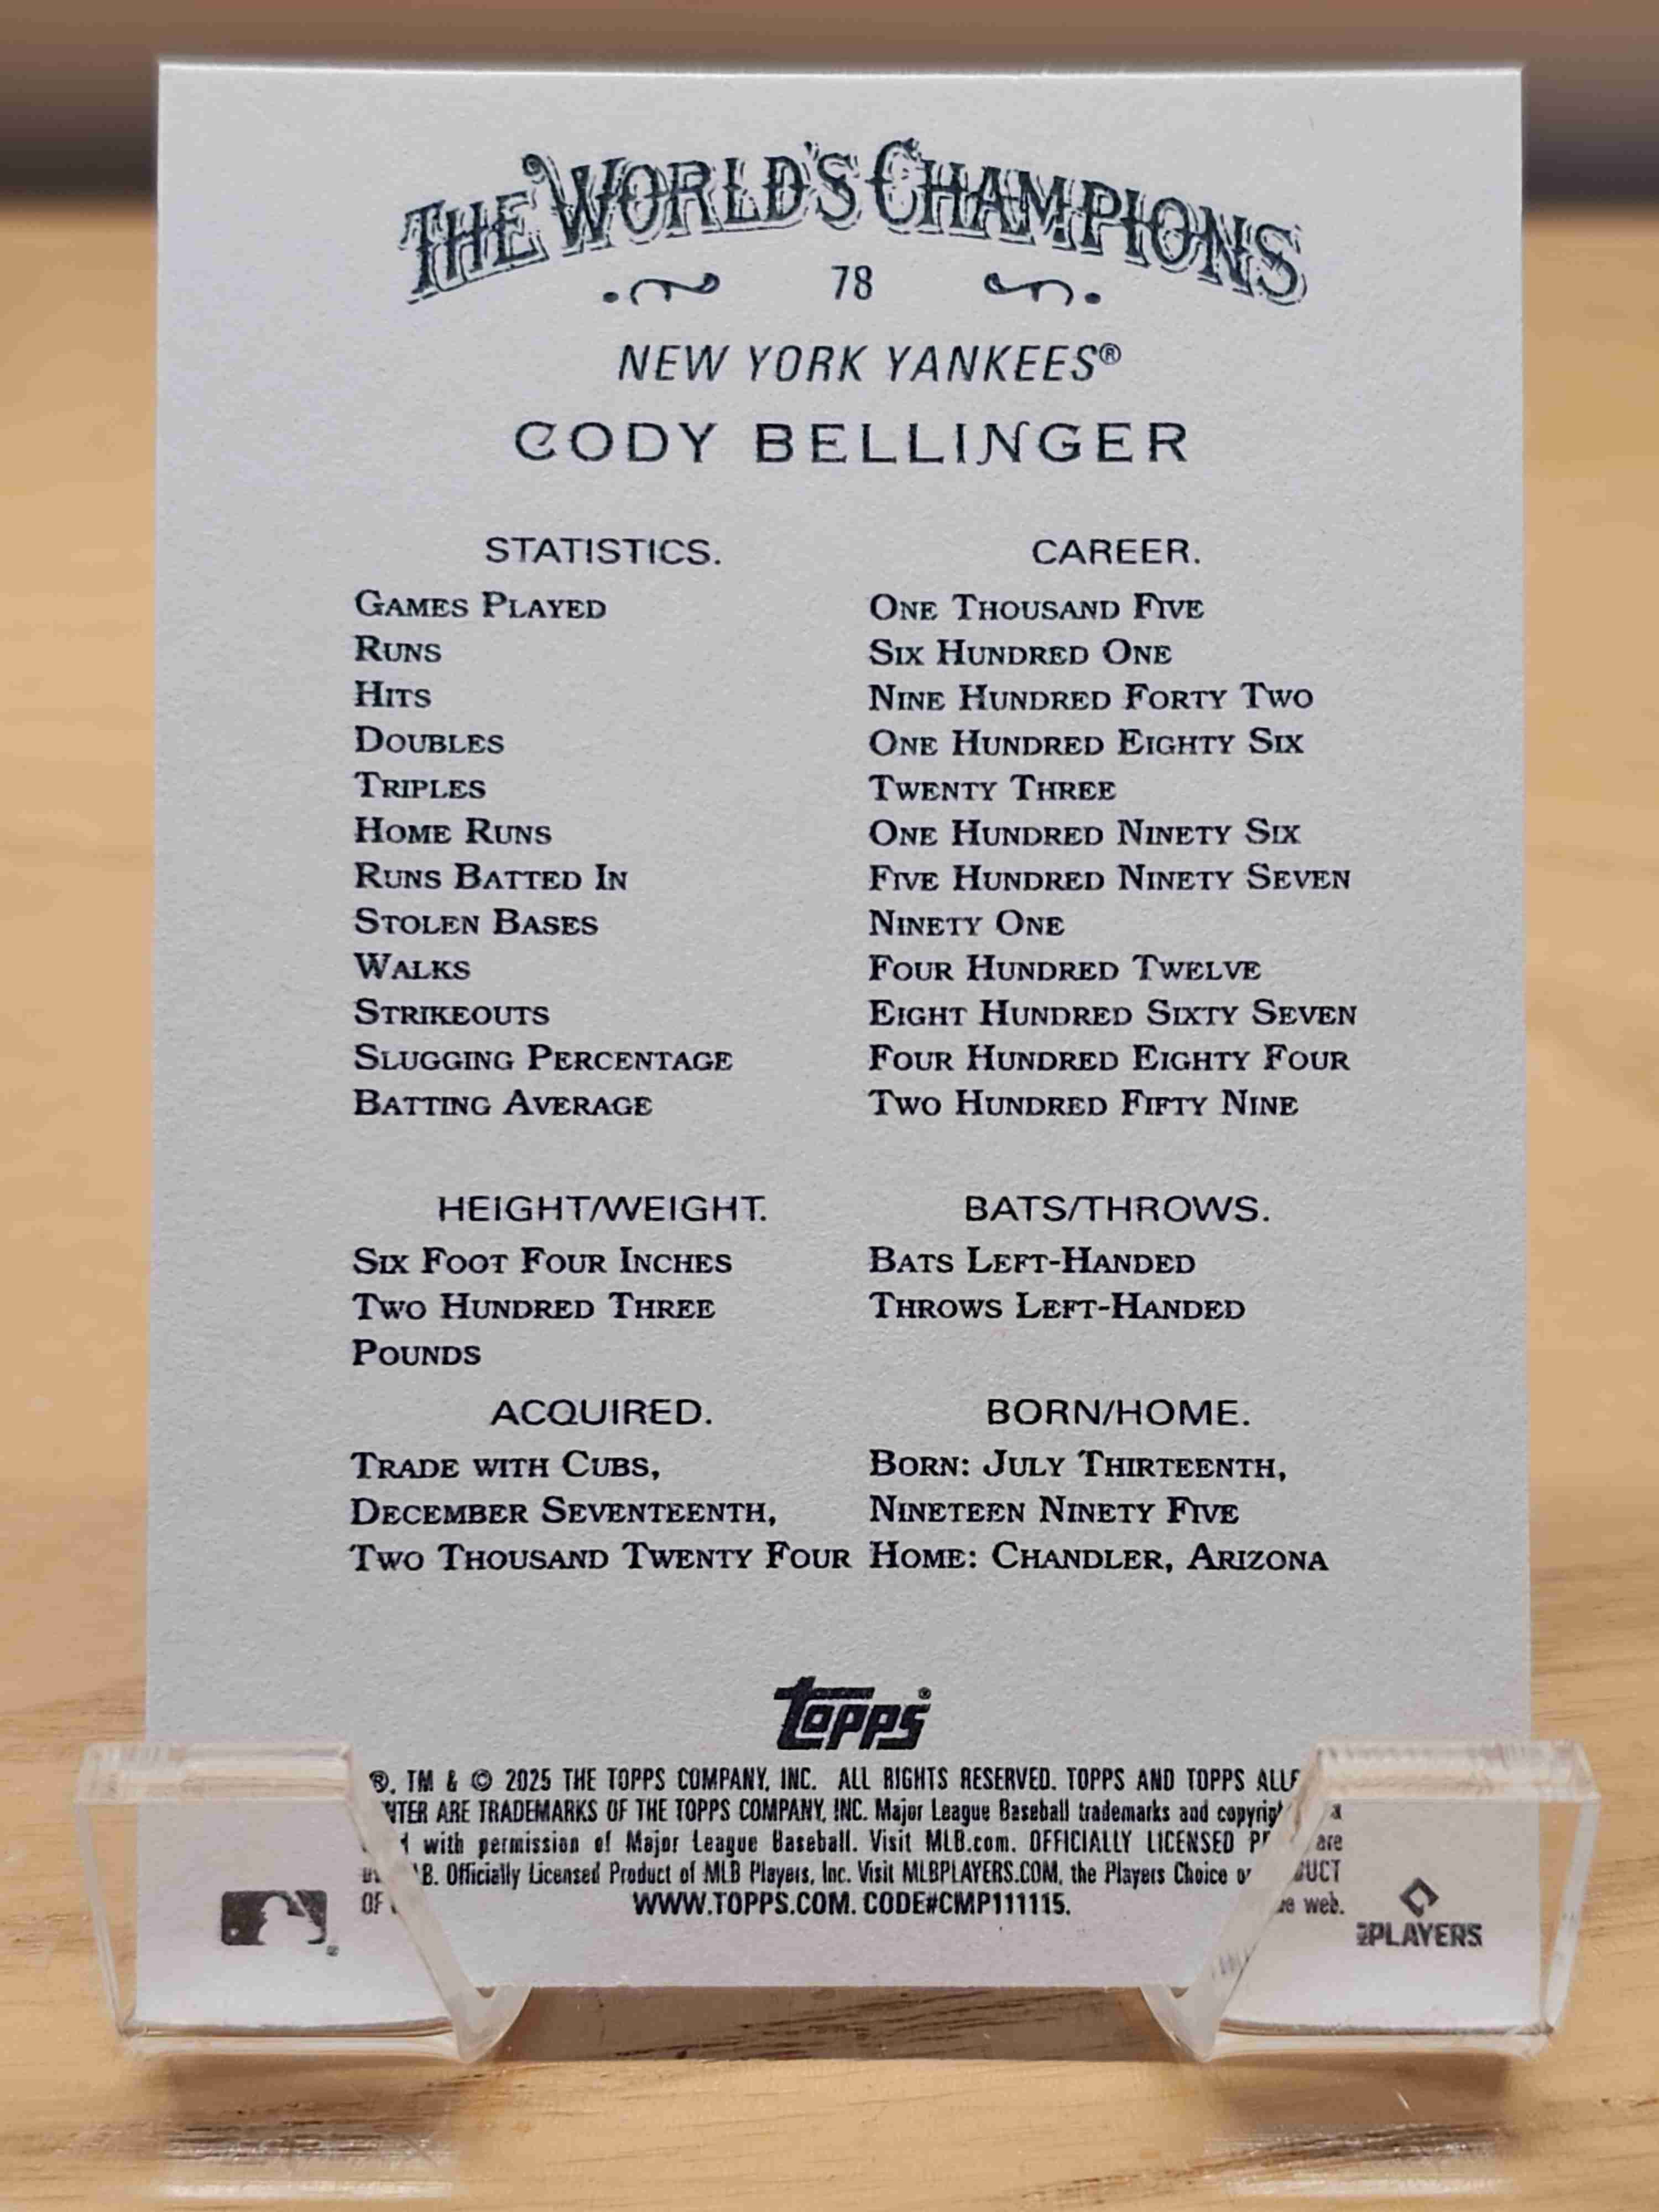 THE WORLD'S CHAMPIONS
78
NEW YORK YANKEES®
CODY BELLINGER
STATISTICS. CAREER.
GAMES PLAYED ONE THOUSAND FIVE
RUNS SIX HUNDRED ONE
HITS NINE HUNDRED FORTY TWO
DOUBLES ONE HUNDRED EIGHTY SIX
TRIPLES TWENTY THREE
HOME RUNS ONE HUNDRED NINETY SIX
RUNS BATTED IN FIVE HUNDRED NINETY SEVEN
STOLEN BASES NINETY ONE
WALKS FOUR HUNDRED TWELVE
STRIKEOUTS EIGHT HUNDRED SIXTY SEVEN
SLUGGING PERCENTAGE FOUR HUNDRED EIGHTY FOUR
BATTING AVERAGE TWO HUNDRED FIFTY NINE
HEIGHT/WEIGHT. BATS/THROWS.
SIX FOOT FOUR INCHES BATS LEFT-HANDED
TWO HUNDRED THREE THROWS LEFT-HANDED
POUNDS
ACQUIRED. BORN/HOME.
TRADE WITH CUBS, BORN: JULY THIRTEENTH,
DECEMBER SEVENTEENTH, NINETEEN NINETY FIVE
TWO THOUSAND TWENTY FOUR HOME: CHANDLER, ARIZONA
topps®
®, TM & © 2025 THE TOPPS COMPANY, INC. ALL RIGHTS RESERVED. TOPPS AND TOPPS
ARE TRADEMARKS OF THE TOPPS COMPANY, INC. Major League Baseball trademarks and
with permission of Major League Baseball. Visit MLB.com. OFFICIALLY LICENSED are
Officially Licensed Product of MLB Players, Inc. Visit MLBPLAYERS.COM, the Players Choice
OF WWW.TOPPS.COM. CODE#CMP111115. web.
PLAYERS